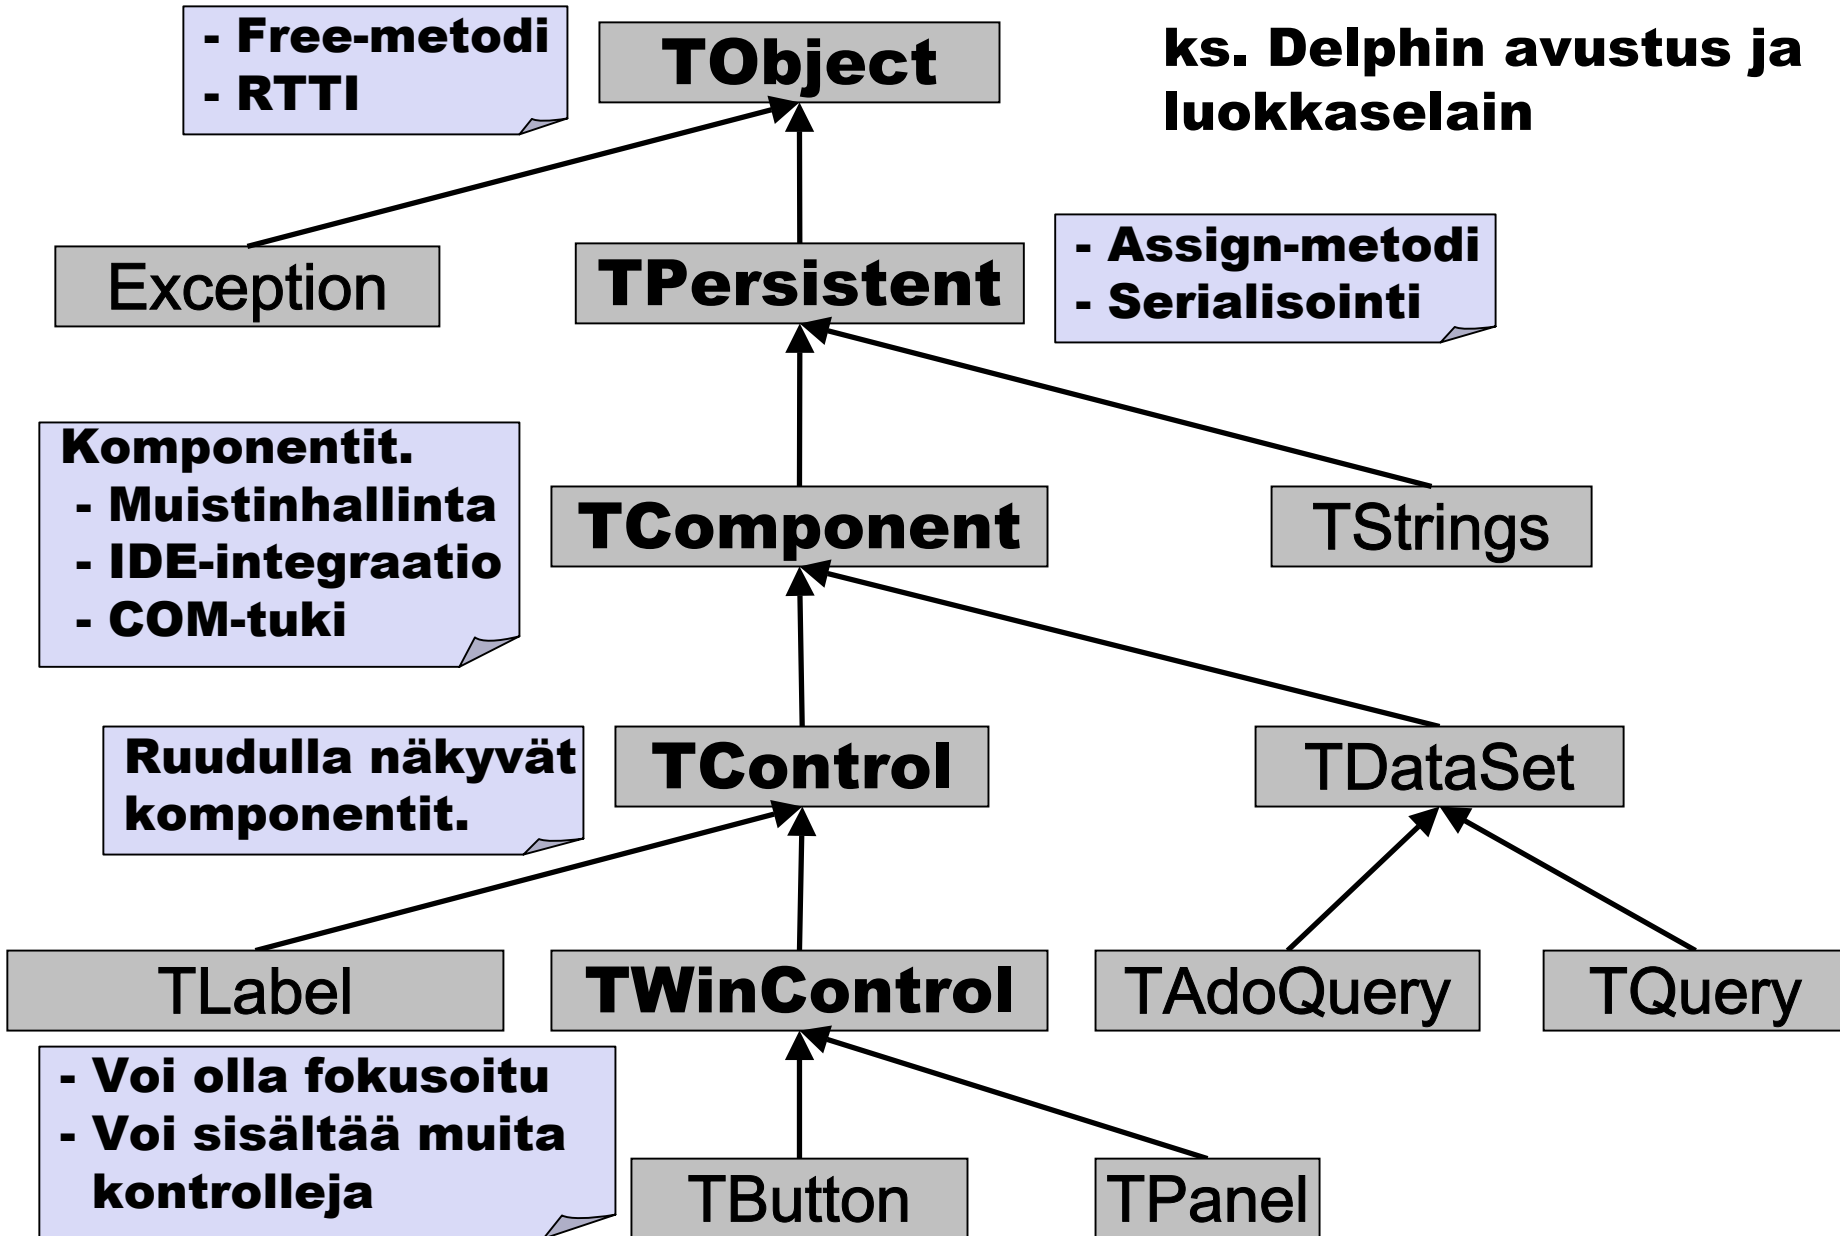 - Free-metodi
- RTTI
TObject
ks. Delphin avustus ja
luokkaselain
Exception
TPersistent
- Assign-metodi
- Serialisointi
Komponentit.
- Muistinhallinta
- IDE-integraatio
- COM-tuki
TComponent
TStrings
Ruudulla näkyvät
komponentit.
TControl
TDataSet
TLabel
TWinControl
TAdoQuery
TQuery
- Voi olla fokusoitu
- Voi sisältää muita
kontrolleja
TButton
TPanel